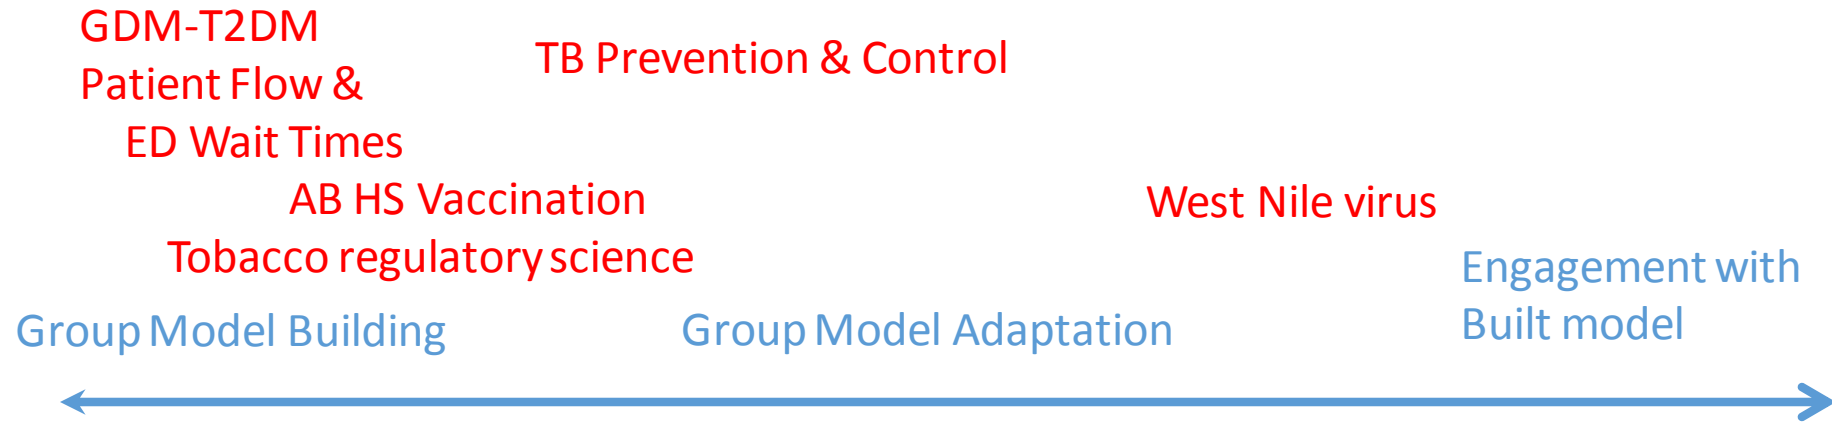 GDM-T2DM
Patient Flow &
ED Wait Times
TB Prevention & Control
AB HS Vaccination
Tobacco regulatory science
West Nile virus
Group Model Building
Group Model Adaptation
Engagement with
Built model